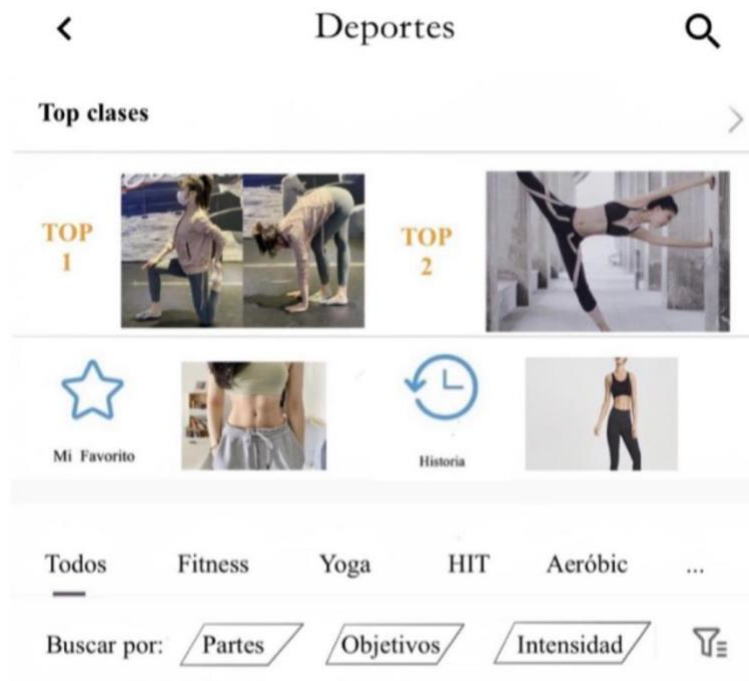 Deportes
Top clases
TOP
1
TOP
2
Mi Favorito
Historia
Todos Fitness Yoga HIT Aeróbic ...
Buscar por: Partes Objetivos Intensidad